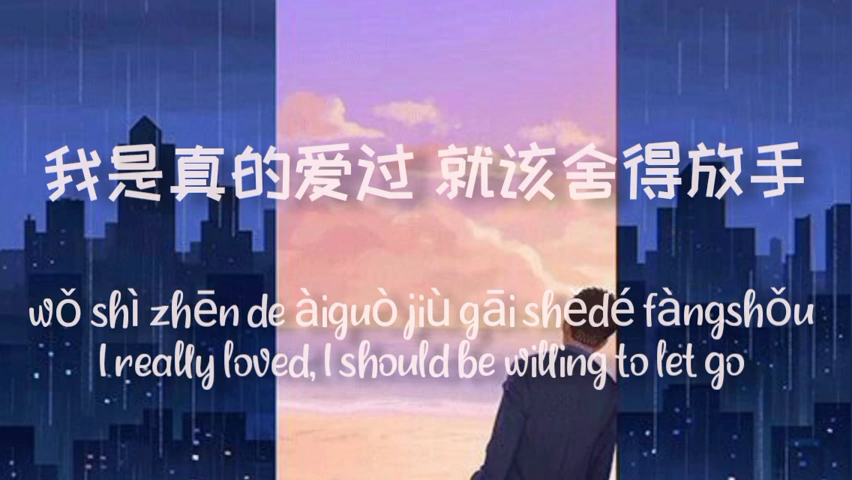 我是真的爱过 就该舍得放手
wǒ shì zhēn de àiguò jiù gāi shědé fàngshǒu
I really loved, I should be willing to let go